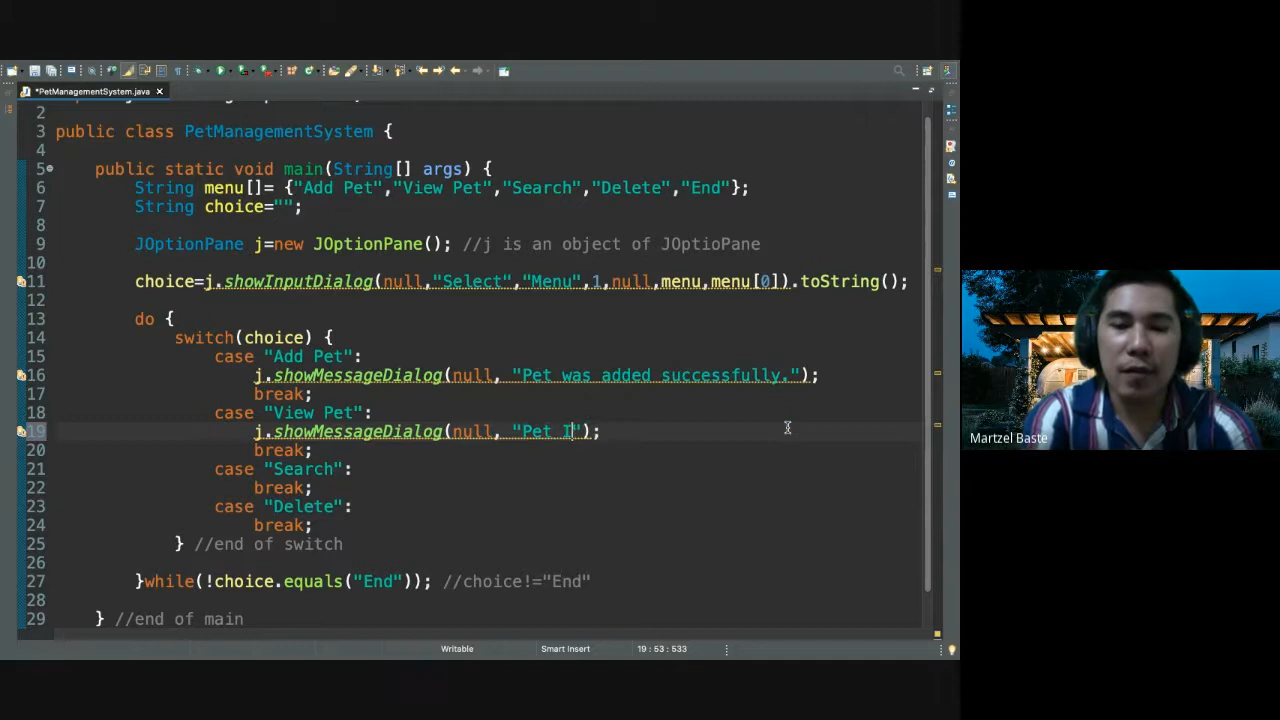 *PetManagementSystem.java
2
3 public class PetManagementSystem {
4
5 public static void main(String[] args) {
6 String menu[]= {"Add Pet","View Pet","Search","Delete","End"};
7 String choice="";
8
9 JOptionPane j=new JOptionPane(); //j is an object of JOptioPane
10
11 choice=j.showInputDialog(null,"Select","Menu",1,null,menu,menu[0]).toString();
12
13 do {
14 switch(choice) {
15 case "Add Pet":
16 j.showMessageDialog(null, "Pet was added successfully.");
17 break;
18 case "View Pet":
19 j.showMessageDialog(null, "Pet I");
20 break;
21 case "Search":
22 break;
23 case "Delete":
24 break;
25 } //end of switch
26
27 }while(!choice.equals("End")); //choice!="End"
28
29 } //end of main
Writable Smart Insert 19 : 53 : 533
Martzel Baste